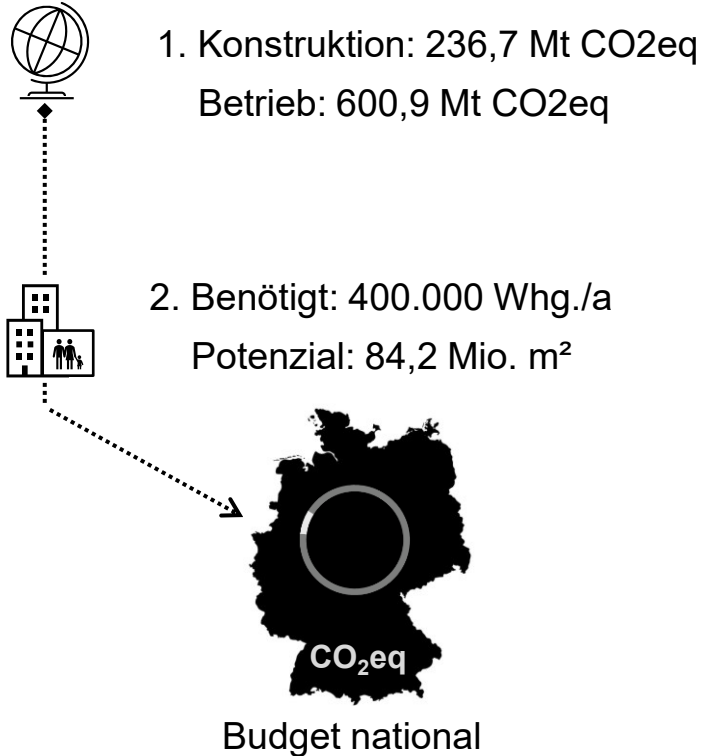 1. Konstruktion: 236,7 Mt CO2eq
Betrieb: 600,9 Mt CO2eq
2. Benötigt: 400.000 Whg./a
Potenzial: 84,2 Mio. m²
CO₂eq
Budget national